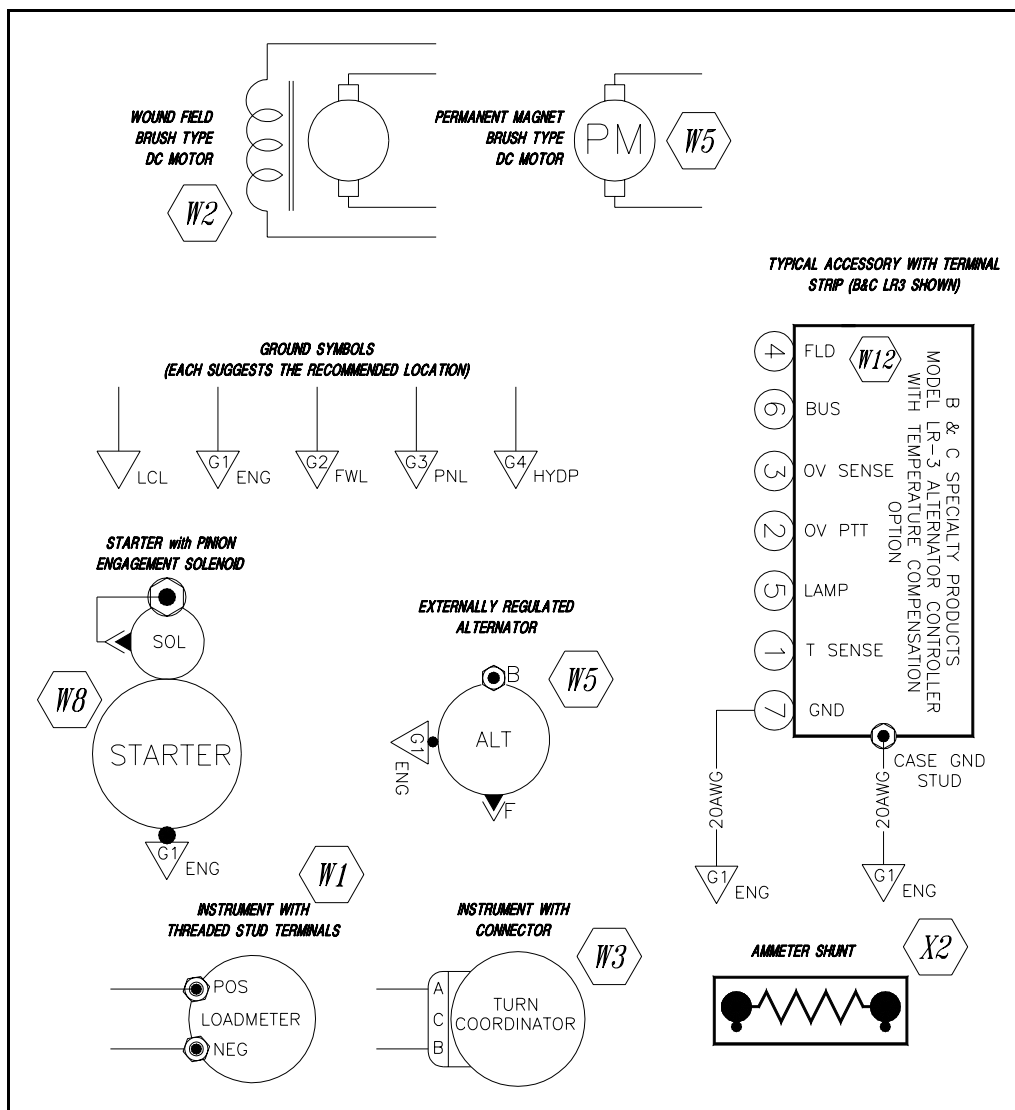 WOUND FIELD
BRUSH TYPE
DC MOTOR
W2
PERMANENT MAGNET
BRUSH TYPE
DC MOTOR
PM
W5
TYPICAL ACCESSORY WITH TERMINAL
STRIP (B&C LR3 SHOWN)
GROUND SYMBOLS
(EACH SUGGESTS THE RECOMMENDED LOCATION)
LCL
G1 ENG
G2 FWL
G3 PNL
G4 HYDP
4 FLD
W12
6 BUS
3 OV SENSE
2 OV PTT
5 LAMP
1 T SENSE
7 GND
B & C SPECIALTY PRODUCTS
MODEL LR-3 ALTERNATOR CONTROLLER
WITH TEMPERATURE COMPENSATION
OPTION
CASE GND
STUD
20AWG
20AWG
G1 ENG
G1 ENG
STARTER with PINION
ENGAGEMENT SOLENOID
SOL
W8
STARTER
G1 ENG
EXTERNALLY REGULATED
ALTERNATOR
B
W5
ALT
G1
ENG
F
W1
INSTRUMENT WITH
THREADED STUD TERMINALS
POS
LOADMETER
NEG
INSTRUMENT WITH
CONNECTOR
W3
A
C
B
TURN
COORDINATOR
AMMETER SHUNT
X2